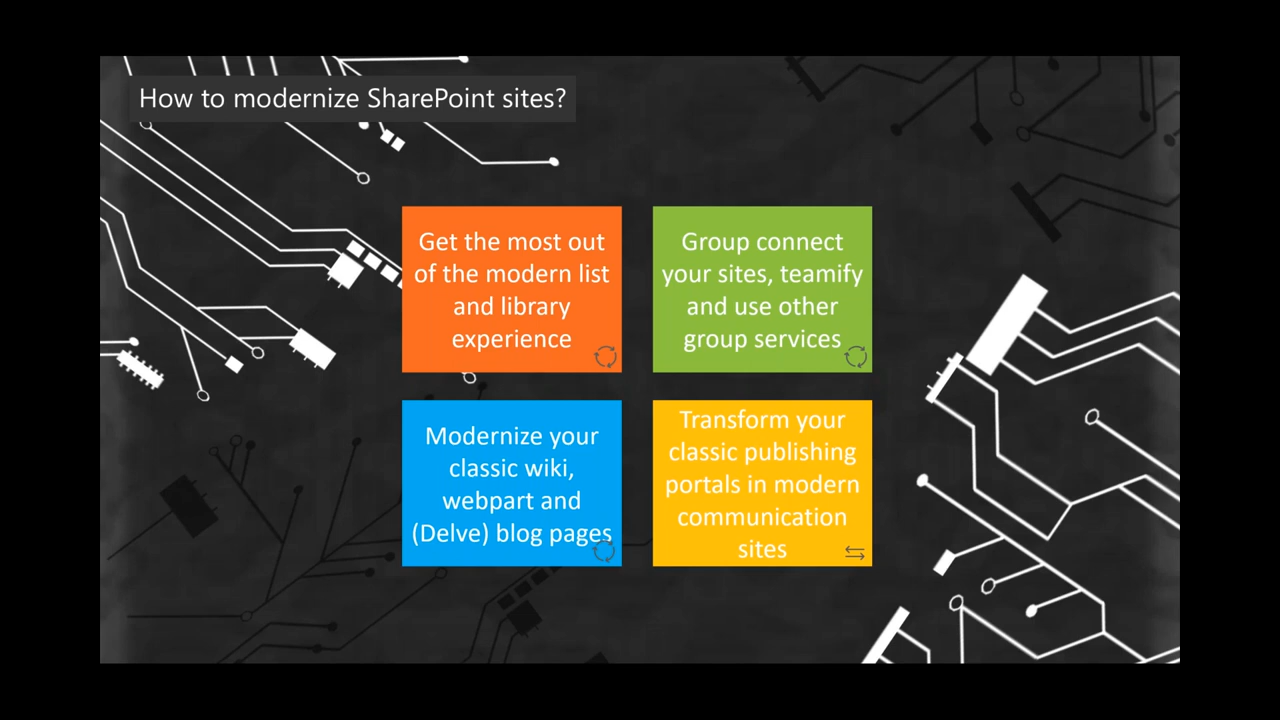 How to modernize SharePoint sites?
Get the most out
of the modern list
and library
experience
Group connect
your sites, teamify
and use other
group services
Modernize your
classic wiki,
webpart and
(Delve) blog pages
Transform your
classic publishing
portals in modern
communication
sites